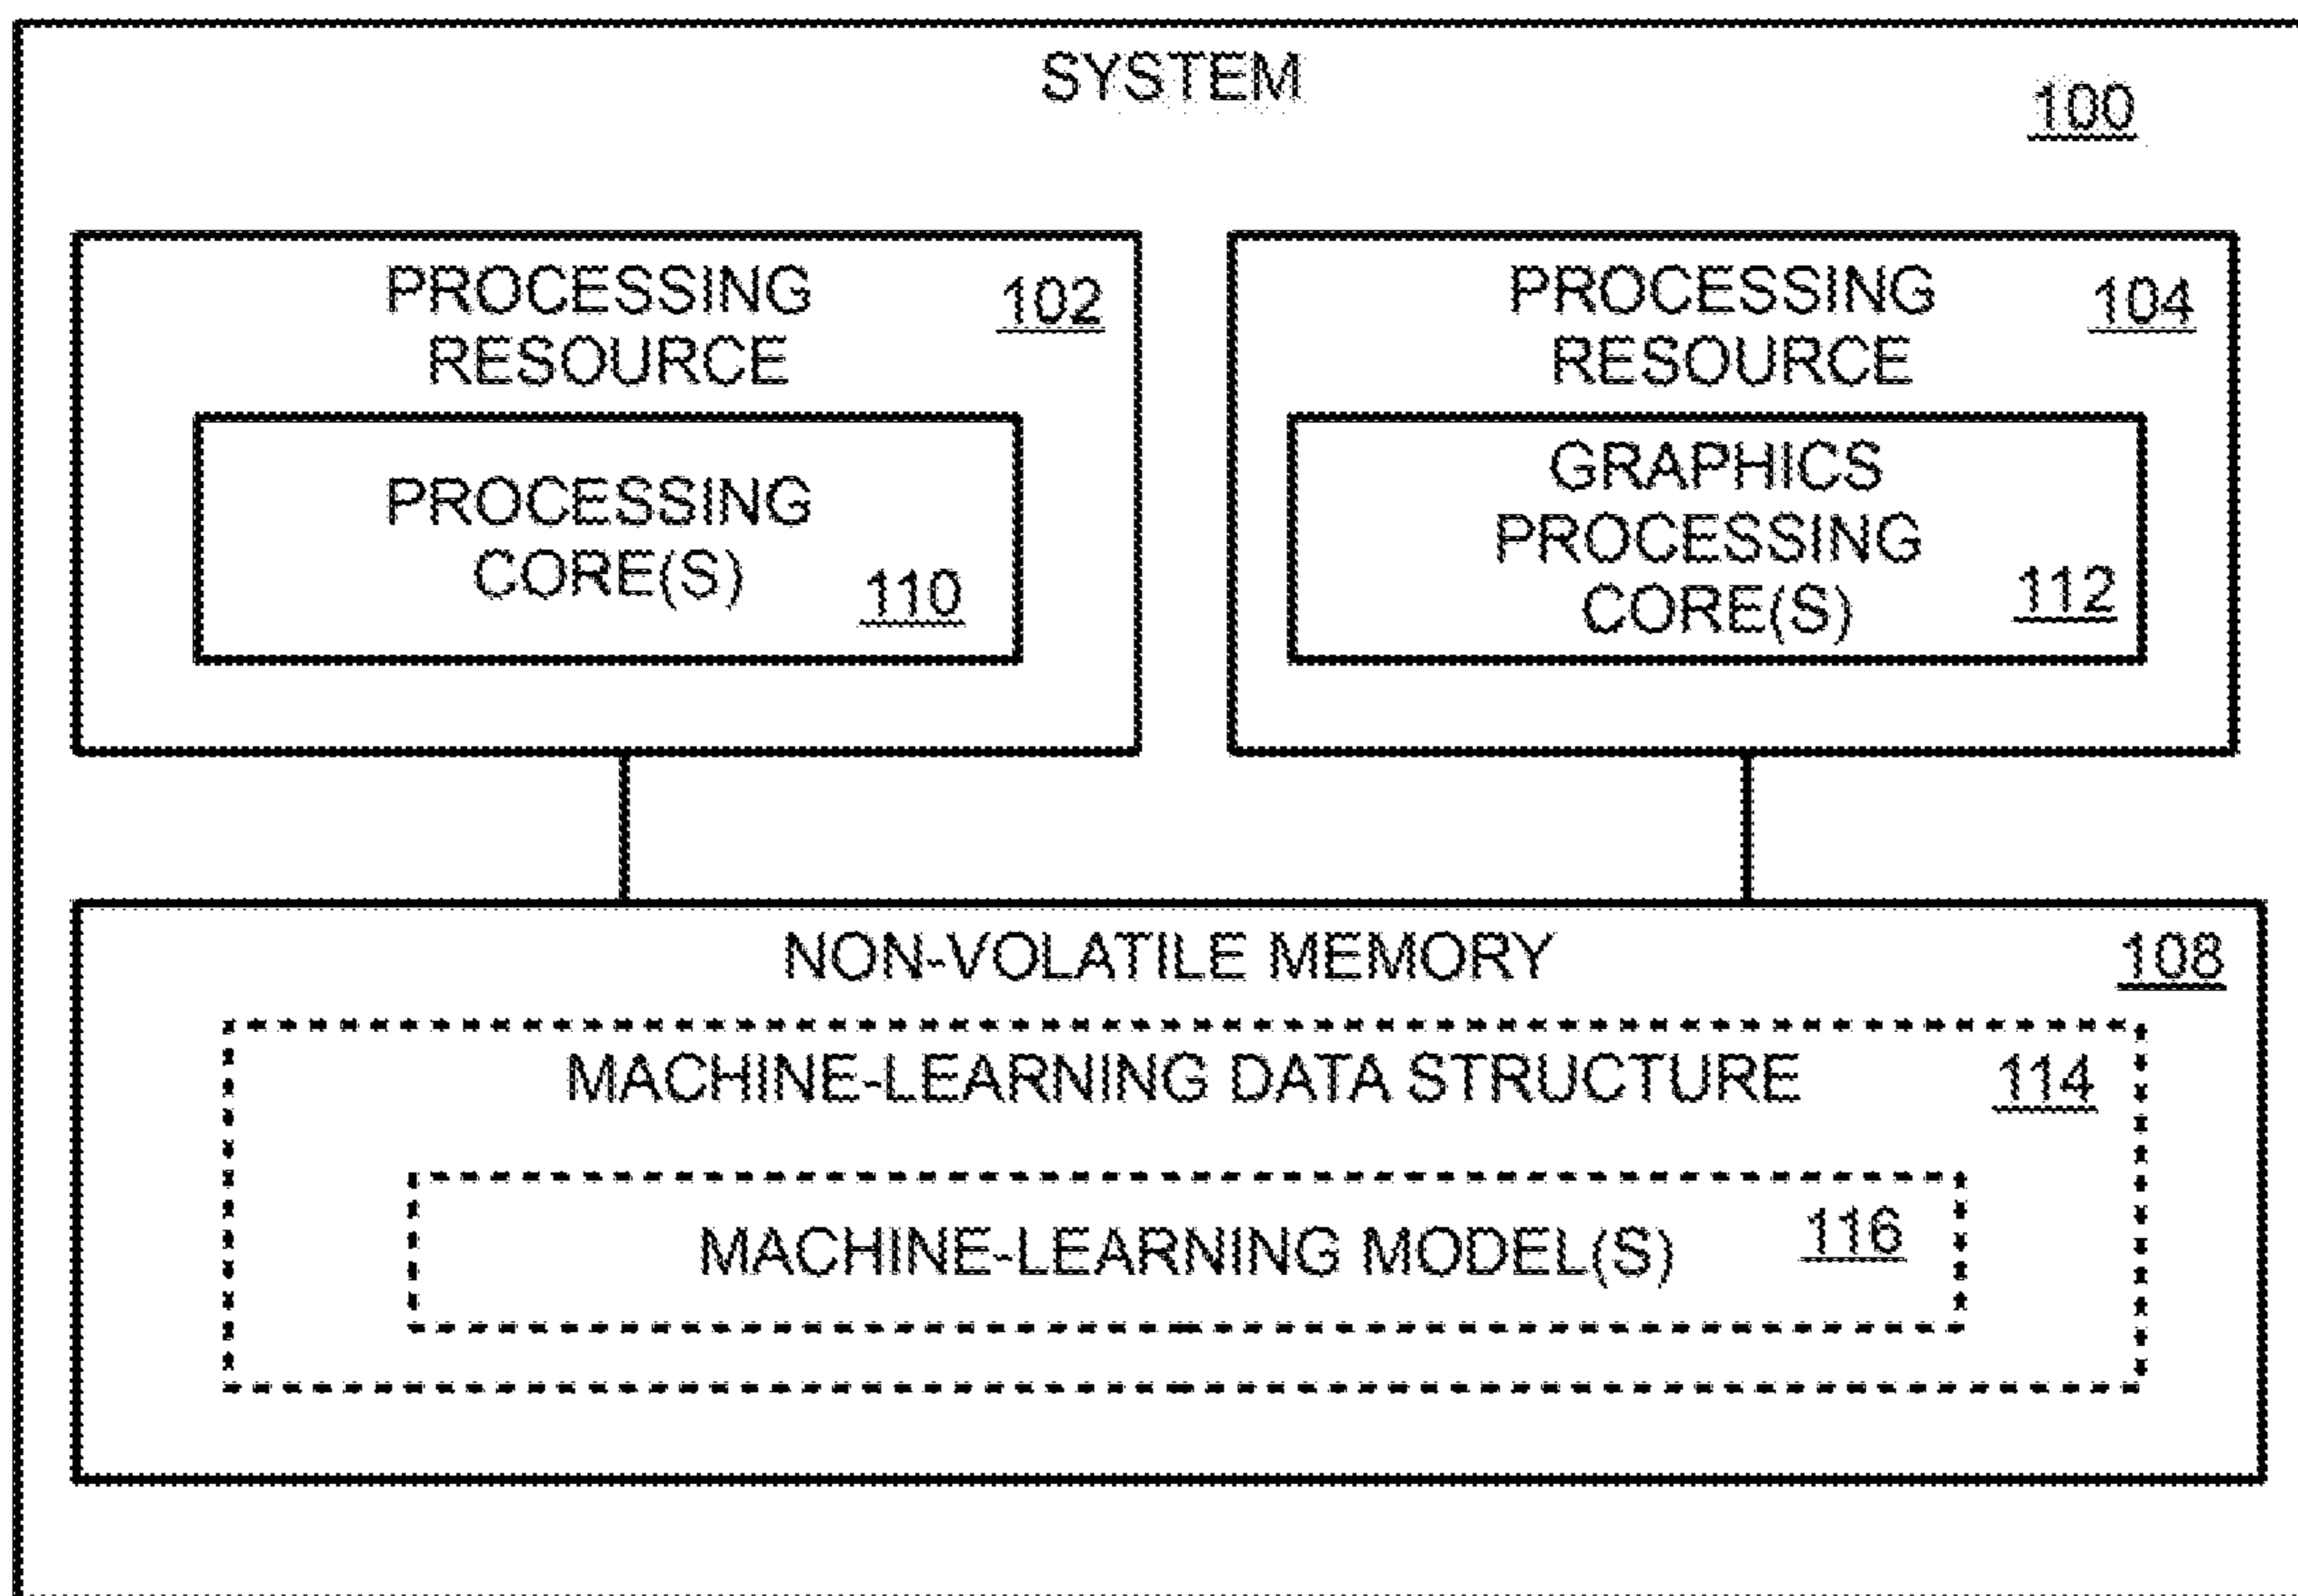 SYSTEM
100
PROCESSING
RESOURCE
102
PROCESSING
CORE(S)
110
PROCESSING
RESOURCE
104
GRAPHICS
PROCESSING
CORE(S)
112
NON-VOLATILE MEMORY
108
MACHINE-LEARNING DATA STRUCTURE
114
MACHINE-LEARNING MODEL(S)
116